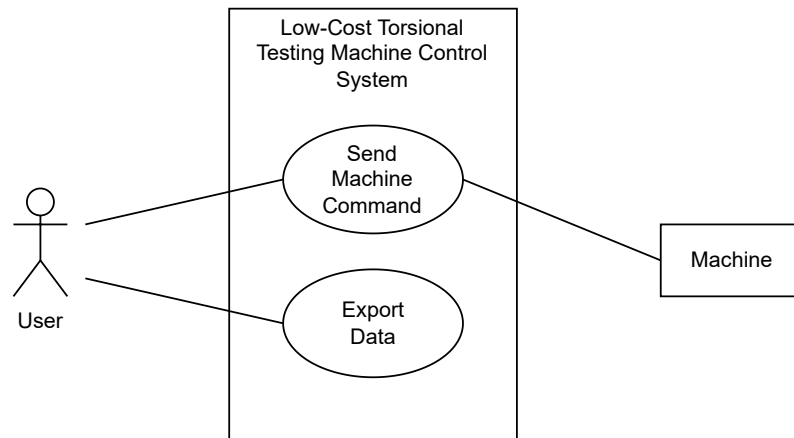 Low-Cost Torsional
Testing Machine Control
System
Send
Machine
Command
Machine
Export
Data
User